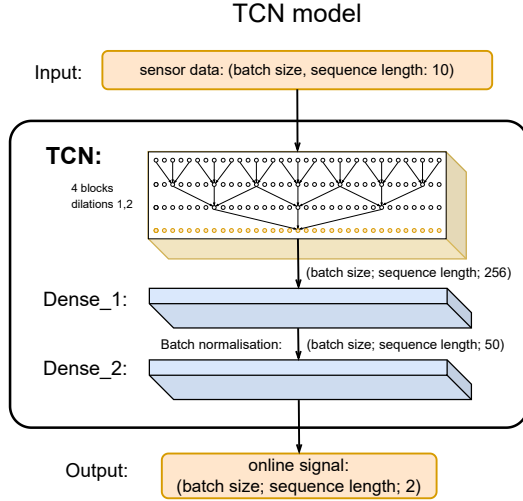 TCN model
Input:
sensor data: (batch size, sequence length: 10)
TCN:
4 blocks
dilations 1,2
(batch size; sequence length; 256)
Dense_1:
Batch normalisation:
(batch size; sequence length; 50)
Dense_2:
Output:
online signal:
(batch size; sequence length; 2)